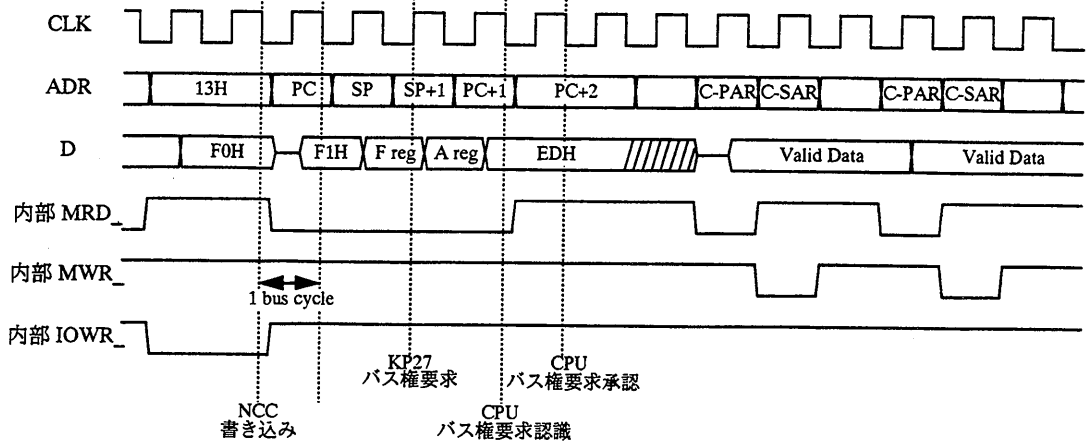 CLK
ADR 13H PC SP SP+1 PC+1 PC+2 C-PAR C-SAR C-PAR C-SAR
D F0H F1H F reg A reg EDH Valid Data Valid Data
内部 MRD_
内部 MWR_
1 bus cycle
内部 IOWR_
KP27
バス権要求
CPU
バス権要求承認
NCC
書き込み
CPU
バス権要求認識